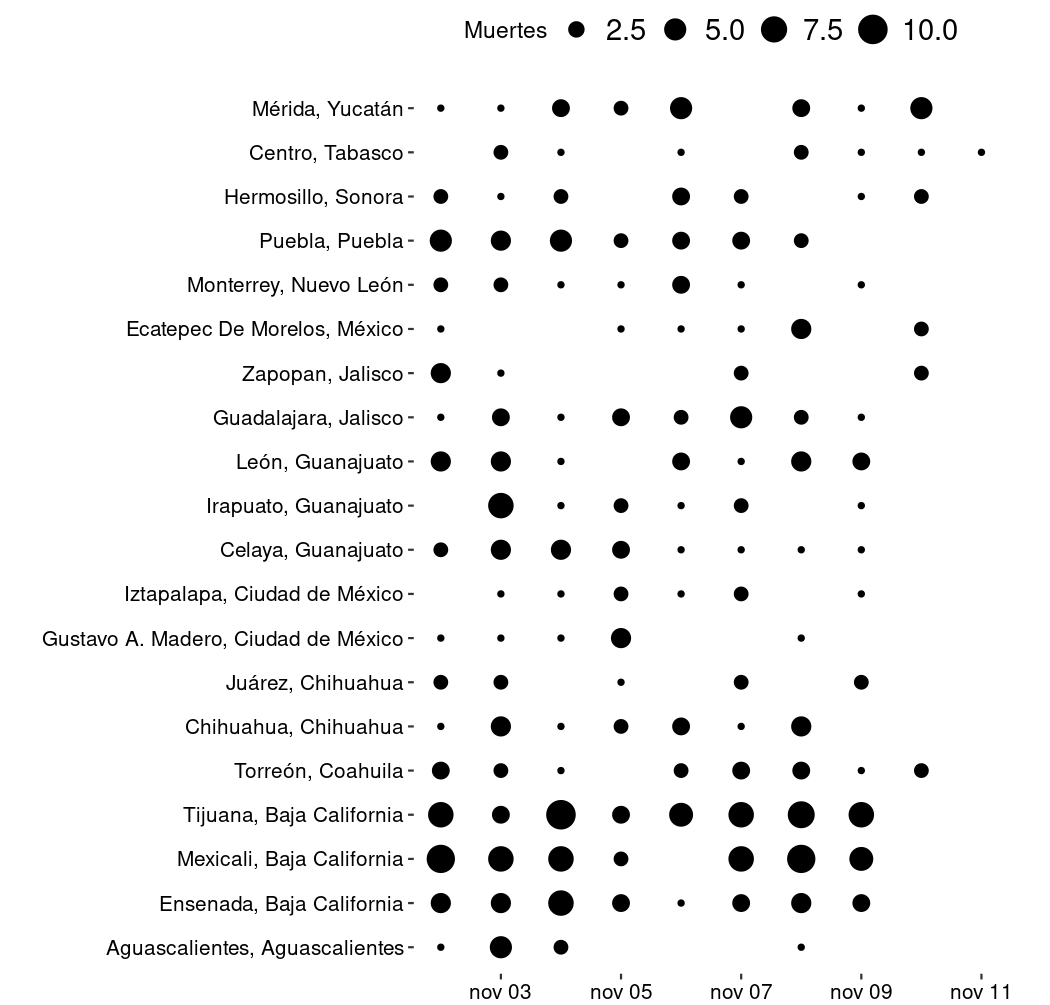 Muertes 2.5 5.0 7.5 10.0
Mérida, Yucatán
Centro, Tabasco
Hermosillo, Sonora
Puebla, Puebla
Monterrey, Nuevo León
Ecatepec De Morelos, México
Zapopan, Jalisco
Guadalajara, Jalisco
León, Guanajuato
Irapuato, Guanajuato
Celaya, Guanajuato
Iztapalapa, Ciudad de México
Gustavo A. Madero, Ciudad de México
Juárez, Chihuahua
Chihuahua, Chihuahua
Torreón, Coahuila
Tijuana, Baja California
Mexicali, Baja California
Ensenada, Baja California
Aguascalientes, Aguascalientes
nov 03 nov 05 nov 07 nov 09 nov 11